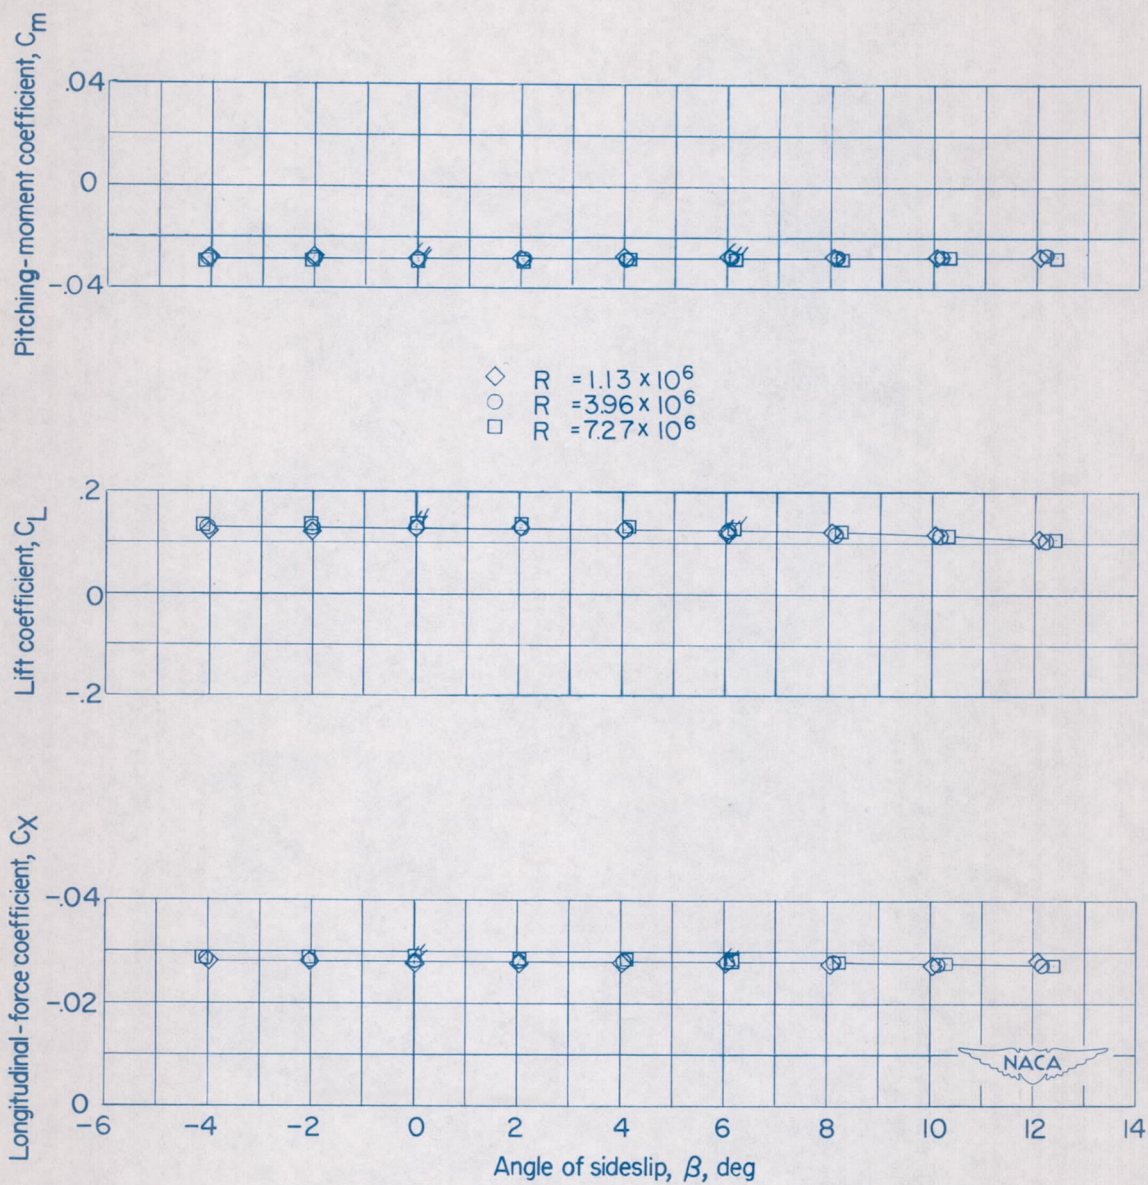 Pitching-moment coefficient, Cm
.04
0
-.04
◇ R =1.13 x 10⁶
○ R =3.96 x 10⁶
□ R =7.27 x 10⁶
Lift coefficient, CL
.2
0
-.2
Longitudinal-force coefficient, CX
-.04
-.02
0
NACA
-6 -4 -2 0 2 4 6 8 10 12 14
Angle of sideslip, β, deg